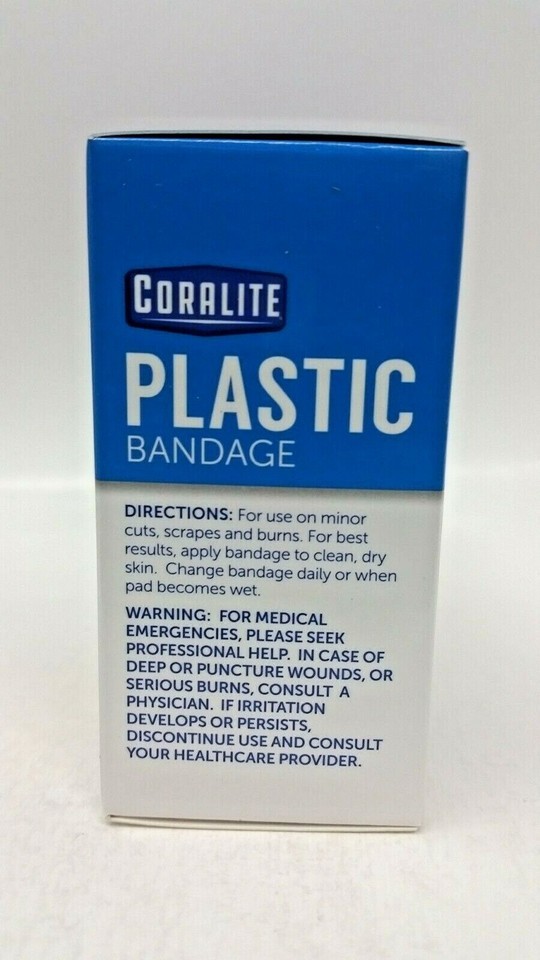 CORALITE
PLASTIC
BANDAGE
DIRECTIONS: For use on minor
cuts, scrapes and burns. For best
results, apply bandage to clean, dry
skin.  Change bandage daily or when
pad becomes wet.
WARNING:  FOR MEDICAL
EMERGENCIES, PLEASE SEEK
PROFESSIONAL HELP.  IN CASE OF
DEEP OR PUNCTURE WOUNDS, OR
SERIOUS BURNS, CONSULT  A
PHYSICIAN.  IF IRRITATION
DEVELOPS OR PERSISTS,
DISCONTINUE USE AND CONSULT
YOUR HEALTHCARE PROVIDER.